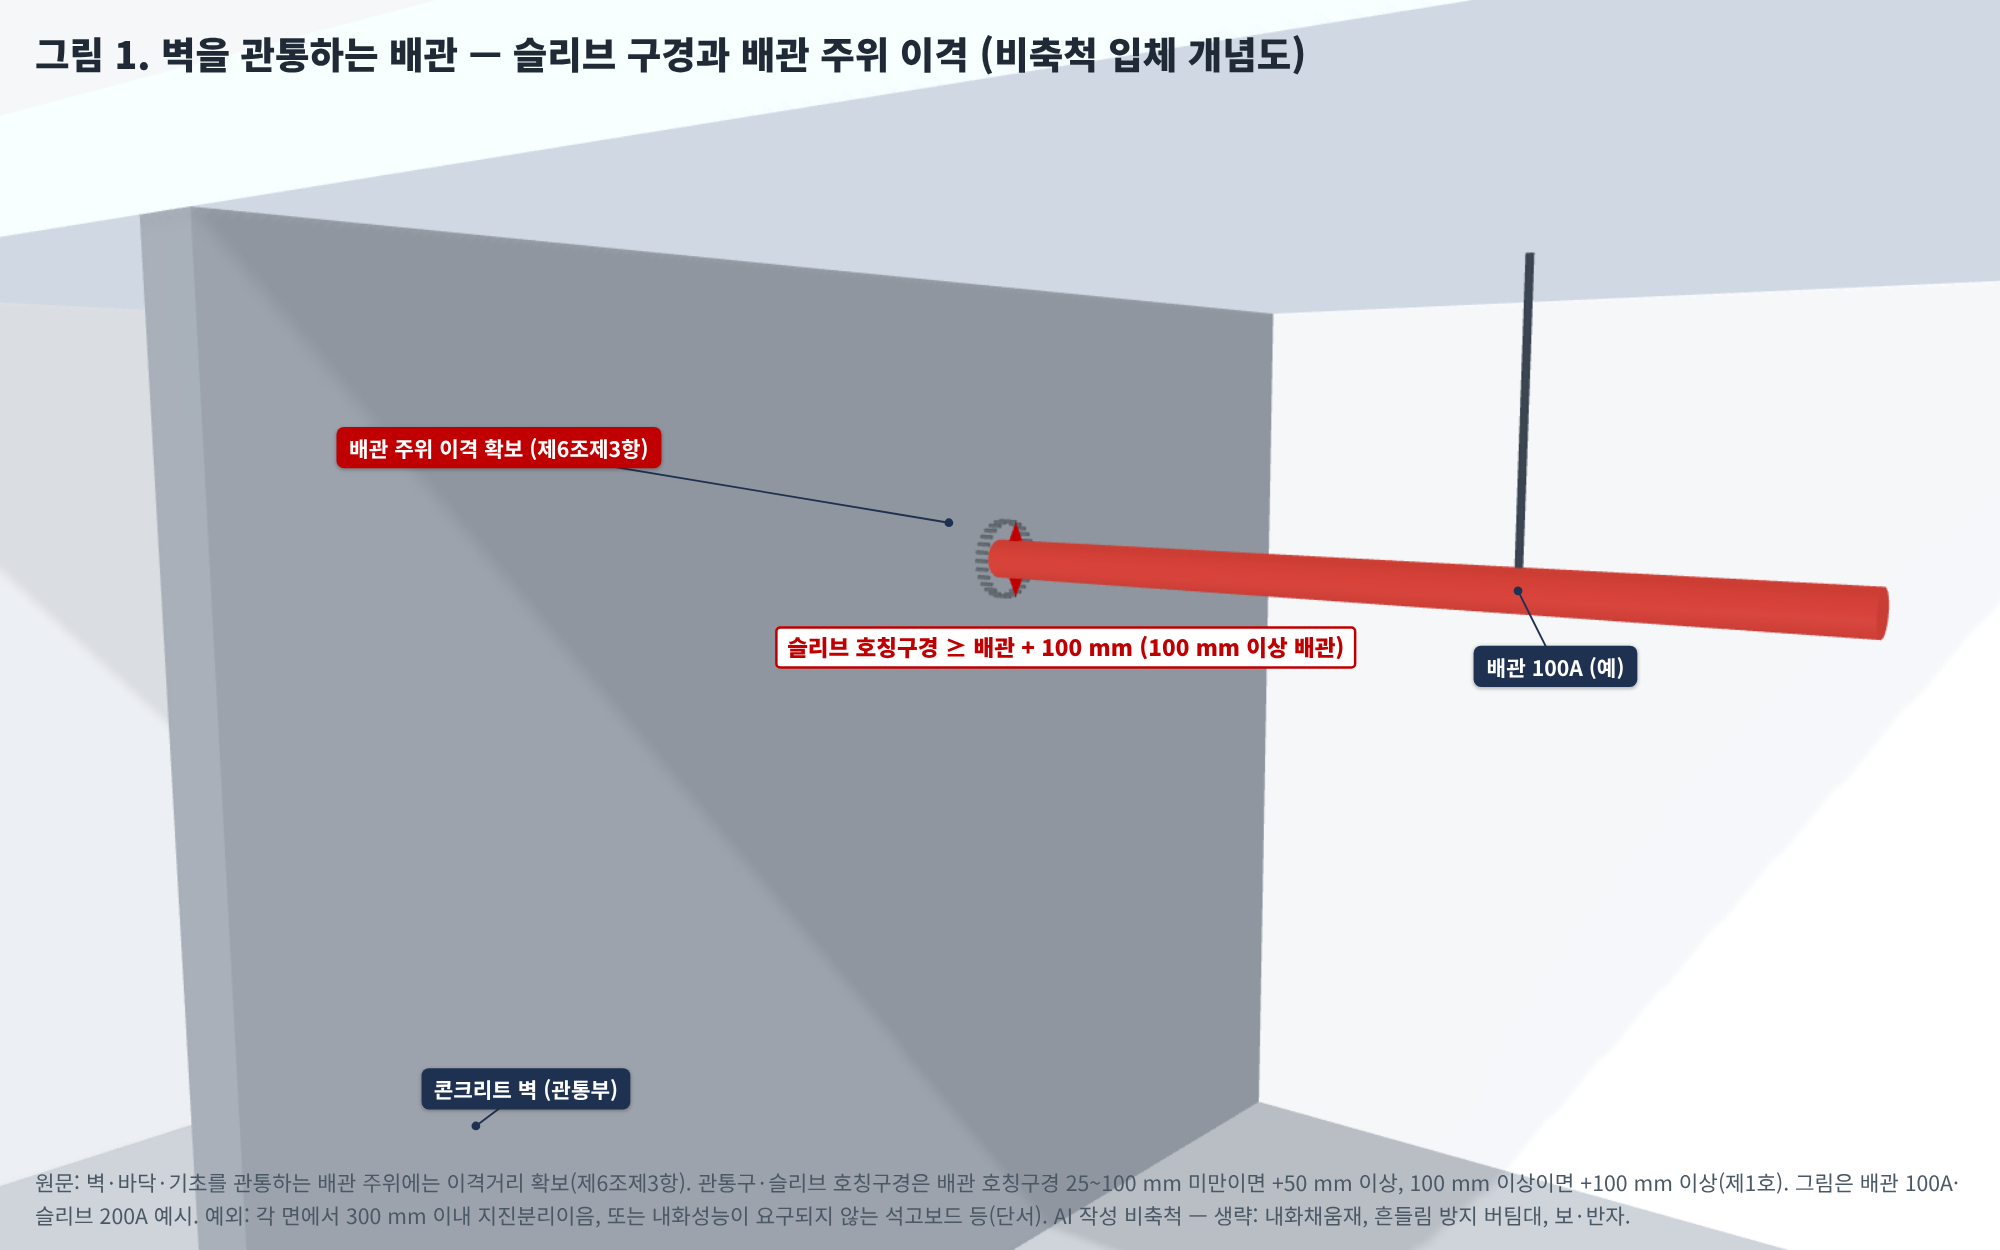 그림 1. 벽을 관통하는 배관 — 슬리브 구경과 배관 주위 이격 (비축척 입체 개념도)
배관 주위 이격 확보 (제6조제3항)
슬리브 호칭구경 ≥ 배관 + 100 mm (100 mm 이상 배관)
배관 100A (예)
콘크리트 벽 (관통부)
원문: 벽·바닥·기초를 관통하는 배관 주위에는 이격거리 확보(제6조제3항). 관통구·슬리브 호칭구경은 배관 호칭구경 25~100 mm 미만이면 +50 mm 이상, 100 mm 이상이면 +100 mm 이상(제1호). 그림은 배관 100A·
슬리브 200A 예시. 예외: 각 면에서 300 mm 이내 지진분리이음, 또는 내화성능이 요구되지 않는 석고보드 등(단서). AI 작성 비축척 — 생략: 내화채움재, 흔들림 방지 버팀대, 보·반자.